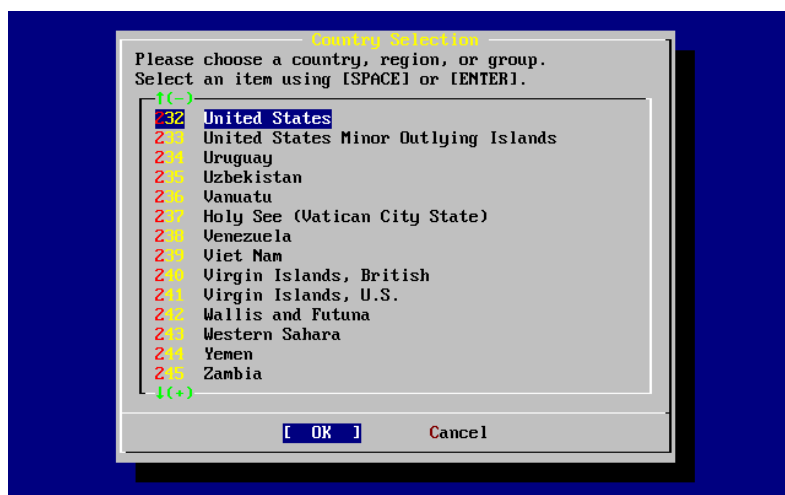 Country Selection
Please choose a country, region, or group.
Select an item using [SPACE] or [ENTER].
↑(-)
232 United States
233 United States Minor Outlying Islands
234 Uruguay
235 Uzbekistan
236 Vanuatu
237 Holy See (Vatican City State)
238 Venezuela
239 Viet Nam
240 Virgin Islands, British
241 Virgin Islands, U.S.
242 Wallis and Futuna
243 Western Sahara
244 Yemen
245 Zambia
↓(+)
[ OK ] Cancel